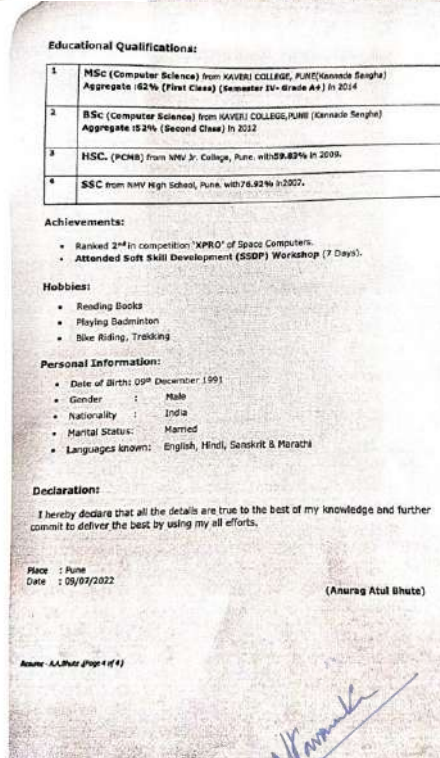 Educational Qualifications:
1 MSc (Computer Science) from KAVERI COLLEGE, PUNE(Kannada Sangha)
Aggregate :62% (First Class) (Semester IV- Grade A+) in 2014
2 BSc (Computer Science) from KAVERI COLLEGE,PUNE (Kannada Sangha)
Aggregate :52% (Second Class) in 2012
3 HSC. (PCMB) from NMV Jr. College, Pune. with59.83% in 2009.
4 SSC from NMV High School, Pune. with76.92% in2007.
Achievements:
• Ranked 2nd in competition 'XPRO' of Space Computers.
• Attended Soft Skill Development (SSDP) Workshop (7 Days).
Hobbies:
• Reading Books
• Playing Badminton
• Bike Riding, Trekking
Personal Information:
• Date of Birth: 09th December 1991
• Gender : Male
• Nationality : India
• Marital Status: Married
• Languages known: English, Hindi, Sanskrit & Marathi
Declaration:
I hereby declare that all the details are true to the best of my knowledge and further
commit to deliver the best by using my all efforts.
Place : Pune
Date : 09/07/2022
(Anurag Atul Bhute)
Resume - A.A.Bhute (Page 4 of 4)